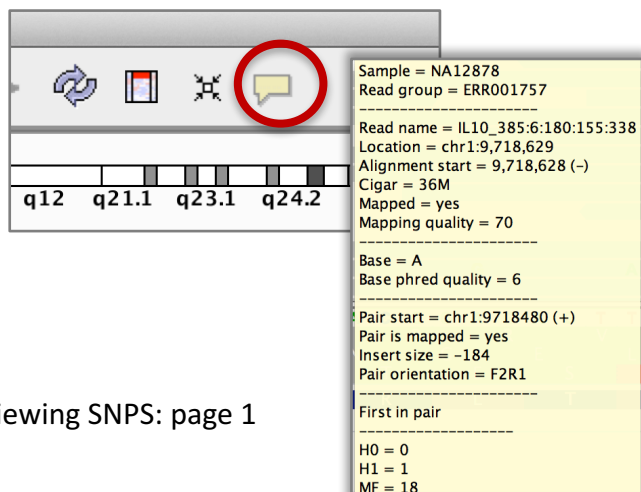 q12 q21.1 q23.1 q24.2
Sample = NA12878
Read group = ERR001757
----------------------
Read name = IL10_385:6:180:155:338
Location = chr1:9,718,629
Alignment start = 9,718,628 (-)
Cigar = 36M
Mapped = yes
Mapping quality = 70
----------------------
Base = A
Base phred quality = 6
----------------------
Pair start = chr1:9718480 (+)
Pair is mapped = yes
Insert size = -184
Pair orientation = F2R1
----------------------
First in pair
-------------------
H0 = 0
H1 = 1
MF = 18
iewing SNPS: page 1